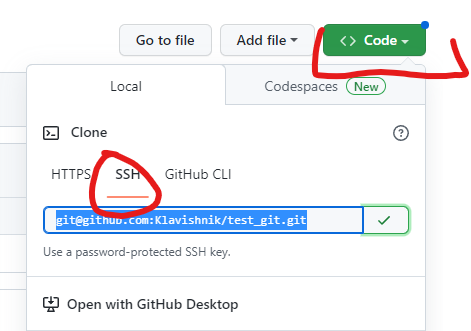 Go to file Add file <> Code
Local Codespaces New
Clone
HTTPS SSH GitHub CLI
git@github.com:Klavishnik/test_git.git
Use a password-protected SSH key.
Open with GitHub Desktop